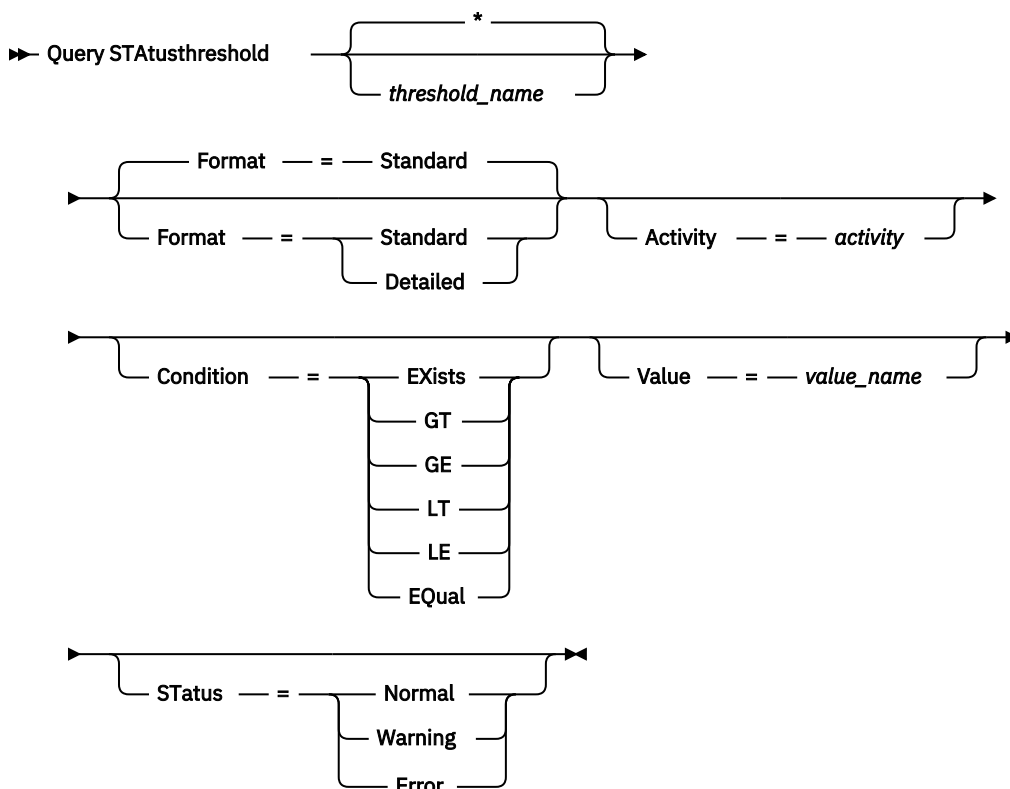 *
Query STAtusthreshold
threshold_name
Format = Standard
Format = Standard
Detailed
Activity = activity
Condition = EXists
GT
GE
LT
LE
EQual
Value = value_name
STatus = Normal
Warning
Error